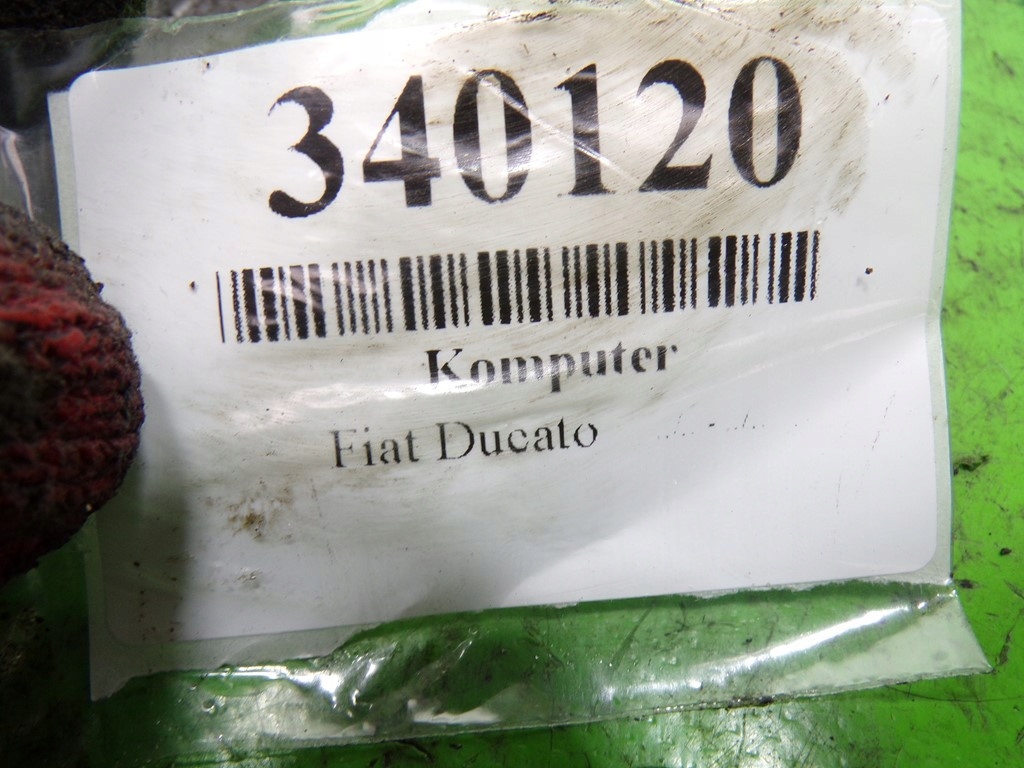 340120
Komputer
Fiat Ducato